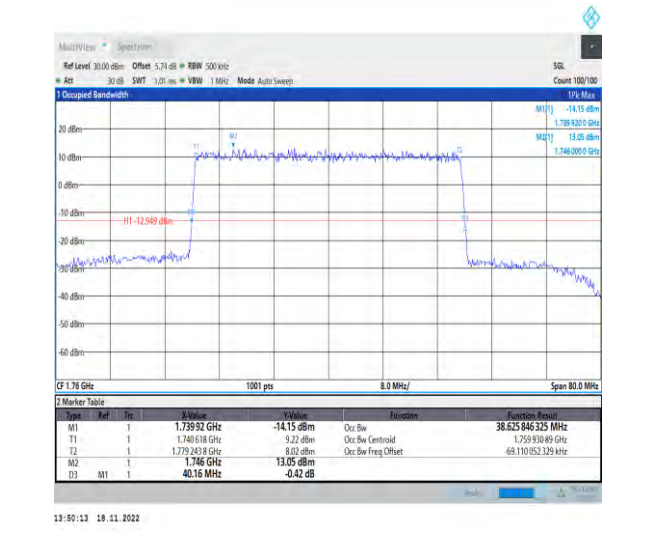 MultiView Spectrum
Ref Level 30.00 dBm Offset 5.74 dB RBW 500 kHz SGL
Att 30 dB SWT 1.01 ms VBW 1 MHz Mode Auto Sweep Count 100/100
1 Occupied Bandwidth 1Pk Max
M1[1] -14.15 dBm
1.739 920 0 GHz
20 dBm M2[1] 13.05 dBm
M2
T1 T2 1.746 000 0 GHz
10 dBm
0 dBm
-10 dBm
M1
H1 -12.949 dBm
-20 dBm
-30 dBm
-40 dBm
-50 dBm
-60 dBm
CF 1.76 GHz 1001 pts 8.0 MHz/ Span 80.0 MHz
2 Marker Table
Type Ref Trc X-Value Y-Value Function Function Result
M1 1 1.739 92 GHz -14.15 dBm Occ Bw 38.625 846 325 MHz
T1 1 1.740 618 GHz 9.22 dBm Occ Bw Centroid 1.759 930 89 GHz
T2 1 1.779 243 8 GHz 8.02 dBm Occ Bw Freq Offset -69.110 052 329 kHz
M2 1 1.746 GHz 13.05 dBm
D3 M1 1 40.16 MHz -0.42 dB
13:50:13 18.11.2022